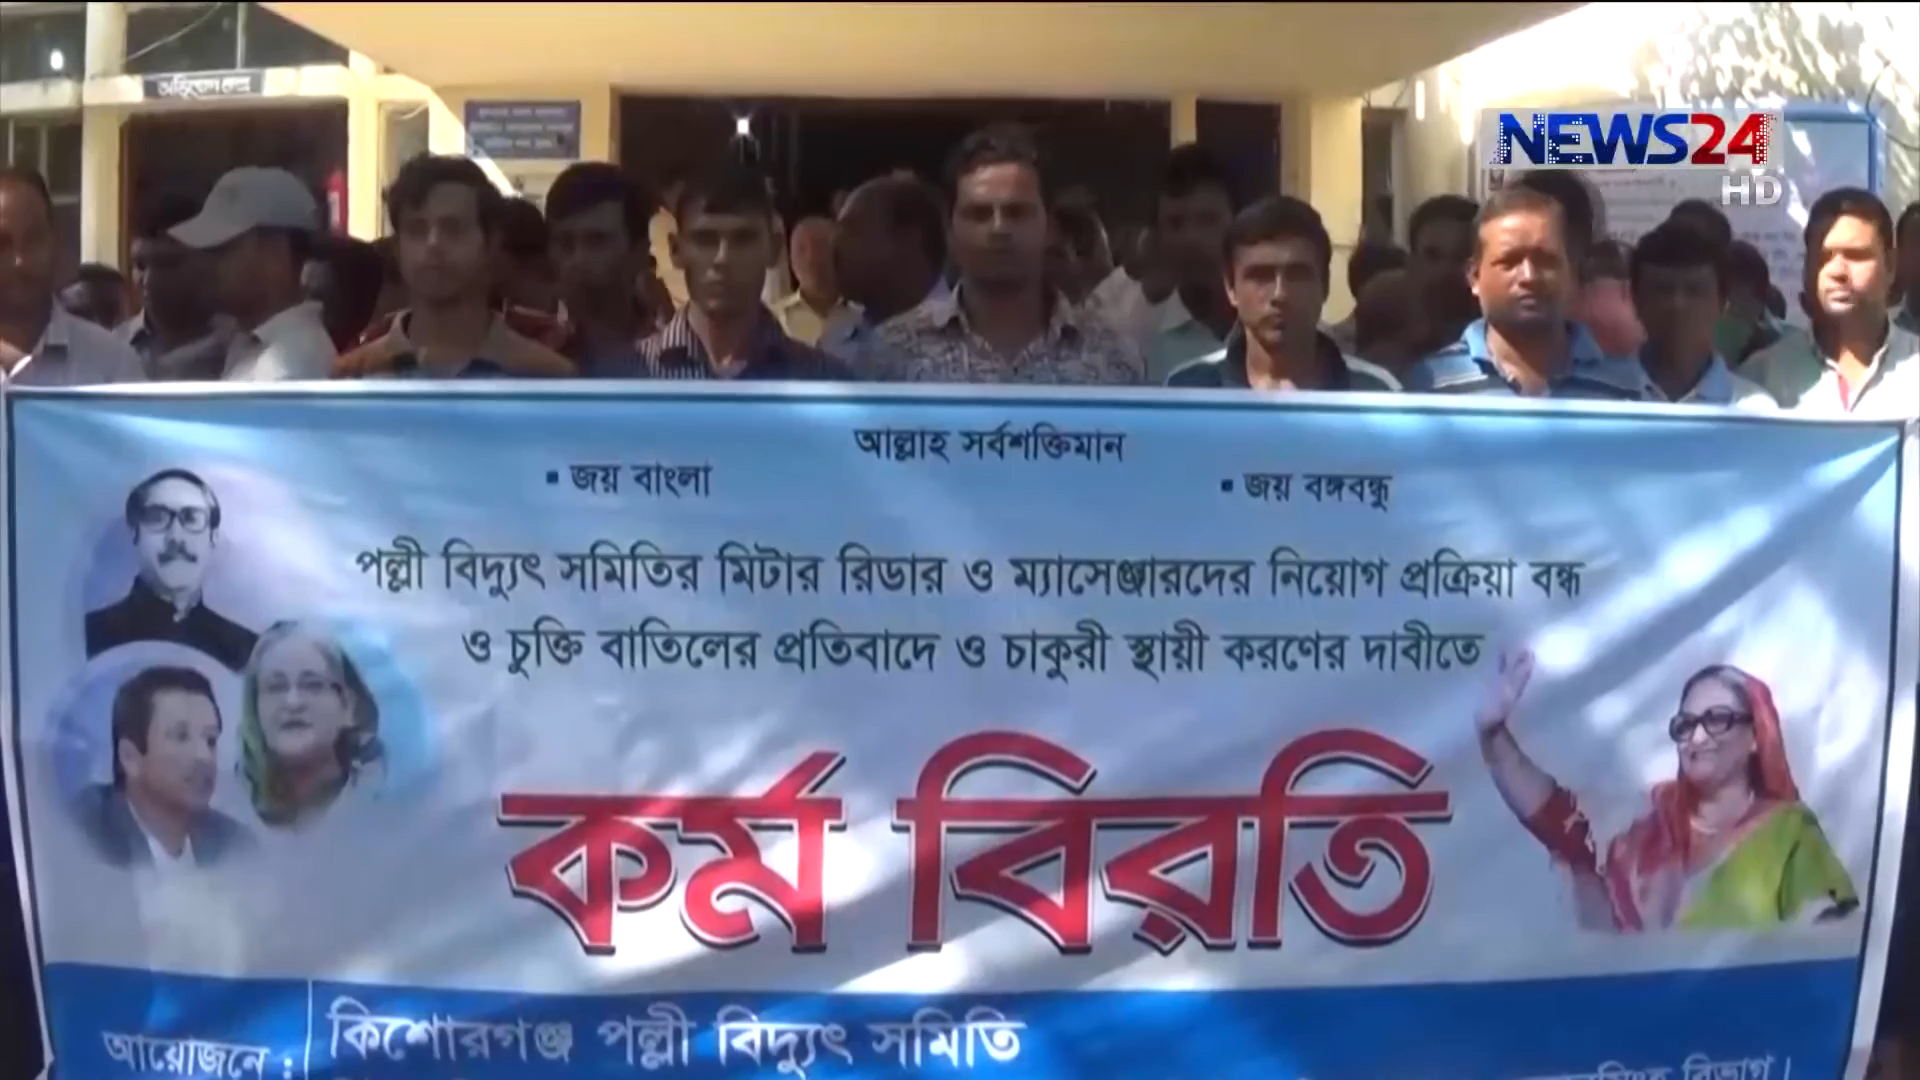 অভিযোগ কেন্দ্র
NEWS24
HD
আল্লাহ সর্বশক্তিমান
▪ জয় বাংলা ▪ জয় বঙ্গবন্ধু
পল্লী বিদ্যুৎ সমিতির মিটার রিডার ও ম্যাসেঞ্জারদের নিয়োগ প্রক্রিয়া বন্ধ
ও চুক্তি বাতিলের প্রতিবাদে ও চাকুরী স্থায়ী করণের দাবীতে
কর্ম বিরতি
আয়োজনে : কিশোরগঞ্জ পল্লী বিদ্যুৎ সমিতি
বিভাগ।